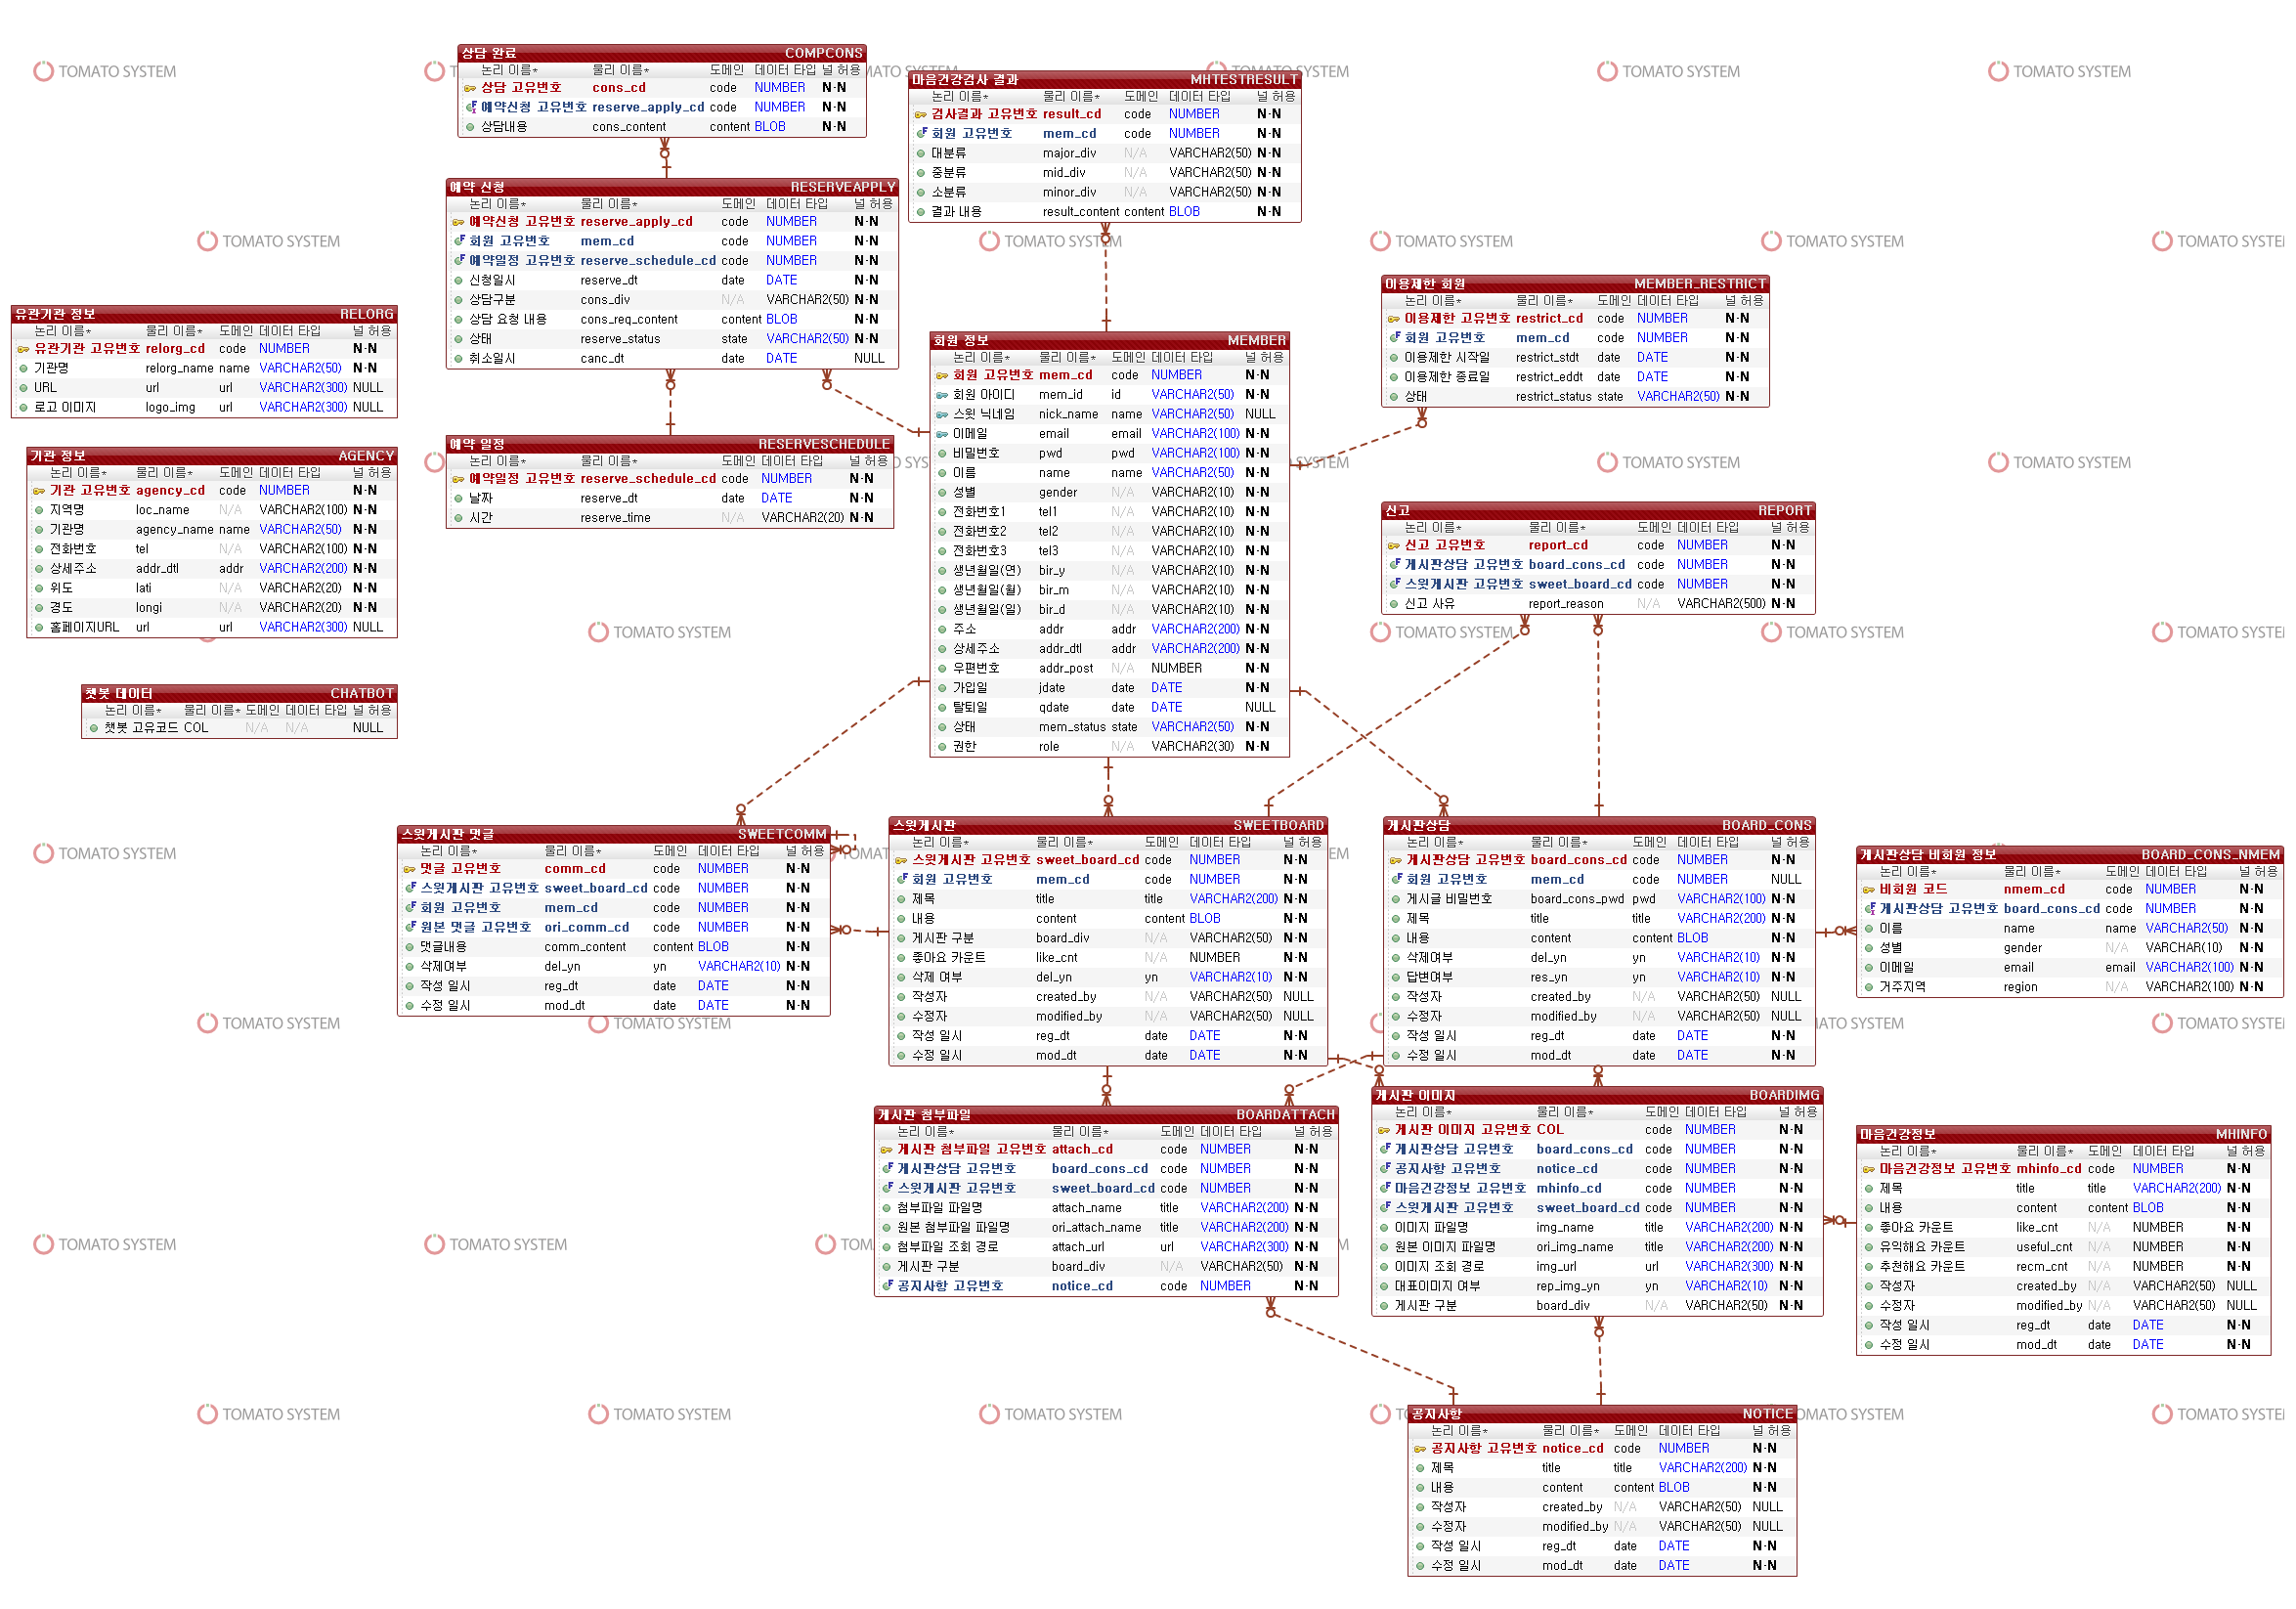 상담 완료 COMPCONS
논리 이름* 물리 이름* 도메인 데이터 타입 널 허용
상담 고유번호 cons_cd code NUMBER N-N
예약신청 고유번호 reserve_apply_cd code NUMBER N-N
상담내용 cons_content content BLOB N-N
마음건강검사 결과 MHTESTRESULT
논리 이름* 물리 이름* 도메인 데이터 타입 널 허용
검사결과 고유번호 result_cd code NUMBER N-N
회원 고유번호 mem_cd code NUMBER N-N
대분류 major_div N/A VARCHAR2(50) N-N
중분류 mid_div N/A VARCHAR2(50) N-N
소분류 minor_div N/A VARCHAR2(50) N-N
결과 내용 result_content content BLOB N-N
예약 신청 RESERVEAPPLY
논리 이름* 물리 이름* 도메인 데이터 타입 널 허용
예약신청 고유번호 reserve_apply_cd code NUMBER N-N
회원 고유번호 mem_cd code NUMBER N-N
예약일정 고유번호 reserve_schedule_cd code NUMBER N-N
신청일시 reserve_dt date DATE N-N
상담구분 cons_div N/A VARCHAR2(50) N-N
상담 요청 내용 cons_req_content content BLOB N-N
상태 reserve_status state VARCHAR2(50) N-N
취소일시 canc_dt date DATE NULL
이용제한 회원 MEMBER_RESTRICT
논리 이름* 물리 이름* 도메인 데이터 타입 널 허용
이용제한 고유번호 restrict_cd code NUMBER N-N
회원 고유번호 mem_cd code NUMBER N-N
이용제한 시작일 restrict_stdt date DATE N-N
이용제한 종료일 restrict_eddt date DATE N-N
상태 restrict_status state VARCHAR2(50) N-N
유관기관 정보 RELORG
논리 이름* 물리 이름* 도메인 데이터 타입 널 허용
유관기관 고유번호 relorg_cd code NUMBER N-N
기관명 relorg_name name VARCHAR2(50) N-N
URL url url VARCHAR2(300) NULL
로고 이미지 logo_img url VARCHAR2(300) NULL
회원 정보 MEMBER
논리 이름* 물리 이름* 도메인 데이터 타입 널 허용
회원 고유번호 mem_cd code NUMBER N-N
회원 아이디 mem_id id VARCHAR2(50) N-N
스윗 닉네임 nick_name name VARCHAR2(50) NULL
이메일 email email VARCHAR2(100) N-N
비밀번호 pwd pwd VARCHAR2(100) N-N
이름 name name VARCHAR2(50) N-N
성별 gender N/A VARCHAR2(10) N-N
전화번호1 tel1 N/A VARCHAR2(10) N-N
전화번호2 tel2 N/A VARCHAR2(10) N-N
전화번호3 tel3 N/A VARCHAR2(10) N-N
생년월일(연) bir_y N/A VARCHAR2(10) N-N
생년월일(월) bir_m N/A VARCHAR2(10) N-N
생년월일(일) bir_d N/A VARCHAR2(10) N-N
주소 addr addr VARCHAR2(200) N-N
상세주소 addr_dtl addr VARCHAR2(200) N-N
우편번호 addr_post N/A NUMBER N-N
가입일 jdate date DATE N-N
탈퇴일 qdate date DATE NULL
상태 mem_status state VARCHAR2(50) N-N
권한 role N/A VARCHAR2(30) N-N
예약 일정 RESERVESCHEDULE
논리 이름* 물리 이름* 도메인 데이터 타입 널 허용
예약일정 고유번호 reserve_schedule_cd code NUMBER N-N
날짜 reserve_dt date DATE N-N
시간 reserve_time N/A VARCHAR2(20) N-N
기관 정보 AGENCY
논리 이름* 물리 이름* 도메인 데이터 타입 널 허용
기관 고유번호 agency_cd code NUMBER N-N
지역명 loc_name N/A VARCHAR2(100) N-N
기관명 agency_name name VARCHAR2(50) N-N
전화번호 tel N/A VARCHAR2(100) N-N
상세주소 addr_dtl addr VARCHAR2(200) N-N
위도 lati N/A VARCHAR2(20) N-N
경도 longi N/A VARCHAR2(20) N-N
홈페이지URL url url VARCHAR2(300) NULL
신고 REPORT
논리 이름* 물리 이름* 도메인 데이터 타입 널 허용
신고 고유번호 report_cd code NUMBER N-N
게시판상담 고유번호 board_cons_cd code NUMBER N-N
스윗게시판 고유번호 sweet_board_cd code NUMBER N-N
신고 사유 report_reason N/A VARCHAR2(500) N-N
챗봇 데이터 CHATBOT
논리 이름* 물리 이름* 도메인 데이터 타입 널 허용
챗봇 고유코드 COL N/A N/A NULL
스윗게시판 댓글 SWEETCOMM
논리 이름* 물리 이름* 도메인 데이터 타입 널 허용
댓글 고유번호 comm_cd code NUMBER N-N
스윗게시판 고유번호 sweet_board_cd code NUMBER N-N
회원 고유번호 mem_cd code NUMBER N-N
원본 댓글 고유번호 ori_comm_cd code NUMBER N-N
댓글내용 comm_content content BLOB N-N
삭제여부 del_yn yn VARCHAR2(10) N-N
작성 일시 reg_dt date DATE N-N
수정 일시 mod_dt date DATE N-N
스윗게시판 SWEETBOARD
논리 이름* 물리 이름* 도메인 데이터 타입 널 허용
스윗게시판 고유번호 sweet_board_cd code NUMBER N-N
회원 고유번호 mem_cd code NUMBER N-N
제목 title title VARCHAR2(200) N-N
내용 content content BLOB N-N
게시판 구분 board_div N/A VARCHAR2(50) N-N
좋아요 카운트 like_cnt N/A NUMBER N-N
삭제 여부 del_yn yn VARCHAR2(10) N-N
작성자 created_by N/A VARCHAR2(50) NULL
수정자 modified_by N/A VARCHAR2(50) NULL
작성 일시 reg_dt date DATE N-N
수정 일시 mod_dt date DATE N-N
게시판상담 BOARD_CONS
논리 이름* 물리 이름* 도메인 데이터 타입 널 허용
게시판상담 고유번호 board_cons_cd code NUMBER N-N
회원 고유번호 mem_cd code NUMBER NULL
게시글 비밀번호 board_cons_pwd pwd VARCHAR2(100) N-N
제목 title title VARCHAR2(200) N-N
내용 content content BLOB N-N
삭제여부 del_yn yn VARCHAR2(10) N-N
답변여부 res_yn yn VARCHAR2(10) N-N
작성자 created_by N/A VARCHAR2(50) NULL
수정자 modified_by N/A VARCHAR2(50) NULL
작성 일시 reg_dt date DATE N-N
수정 일시 mod_dt date DATE N-N
게시판상담 비회원 정보 BOARD_CONS_NMEM
논리 이름* 물리 이름* 도메인 데이터 타입 널 허용
비회원 코드 nmem_cd code NUMBER N-N
게시판상담 고유번호 board_cons_cd code NUMBER N-N
이름 name name VARCHAR2(50) N-N
성별 gender N/A VARCHAR(10) N-N
이메일 email email VARCHAR2(100) N-N
거주지역 region N/A VARCHAR2(100) N-N
게시판 첨부파일 BOARDATTACH
논리 이름* 물리 이름* 도메인 데이터 타입 널 허용
게시판 첨부파일 고유번호 attach_cd code NUMBER N-N
게시판상담 고유번호 board_cons_cd code NUMBER N-N
스윗게시판 고유번호 sweet_board_cd code NUMBER N-N
첨부파일 파일명 attach_name title VARCHAR2(200) N-N
원본 첨부파일 파일명 ori_attach_name title VARCHAR2(200) N-N
첨부파일 조회 경로 attach_url url VARCHAR2(300) N-N
게시판 구분 board_div N/A VARCHAR2(50) N-N
공지사항 고유번호 notice_cd code NUMBER N-N
게시판 이미지 BOARDIMG
논리 이름* 물리 이름* 도메인 데이터 타입 널 허용
게시판 이미지 고유번호 COL code NUMBER N-N
게시판상담 고유번호 board_cons_cd code NUMBER N-N
공지사항 고유번호 notice_cd code NUMBER N-N
마음건강정보 고유번호 mhinfo_cd code NUMBER N-N
스윗게시판 고유번호 sweet_board_cd code NUMBER N-N
이미지 파일명 img_name title VARCHAR2(200) N-N
원본 이미지 파일명 ori_img_name title VARCHAR2(200) N-N
이미지 조회 경로 img_url url VARCHAR2(300) N-N
대표이미지 여부 rep_img_yn yn VARCHAR2(10) N-N
게시판 구분 board_div N/A VARCHAR2(50) N-N
마음건강정보 MHINFO
논리 이름* 물리 이름* 도메인 데이터 타입 널 허용
마음건강정보 고유번호 mhinfo_cd code NUMBER N-N
제목 title title VARCHAR2(200) N-N
내용 content content BLOB N-N
좋아요 카운트 like_cnt N/A NUMBER N-N
유익해요 카운트 useful_cnt N/A NUMBER N-N
추천해요 카운트 recm_cnt N/A NUMBER N-N
작성자 created_by N/A VARCHAR2(50) NULL
수정자 modified_by N/A VARCHAR2(50) NULL
작성 일시 reg_dt date DATE N-N
수정 일시 mod_dt date DATE N-N
공지사항 NOTICE
논리 이름* 물리 이름* 도메인 데이터 타입 널 허용
공지사항 고유번호 notice_cd code NUMBER N-N
제목 title title VARCHAR2(200) N-N
내용 content content BLOB N-N
작성자 created_by N/A VARCHAR2(50) NULL
수정자 modified_by N/A VARCHAR2(50) NULL
작성 일시 reg_dt date DATE N-N
수정 일시 mod_dt date DATE N-N
TOMATO SYSTEM